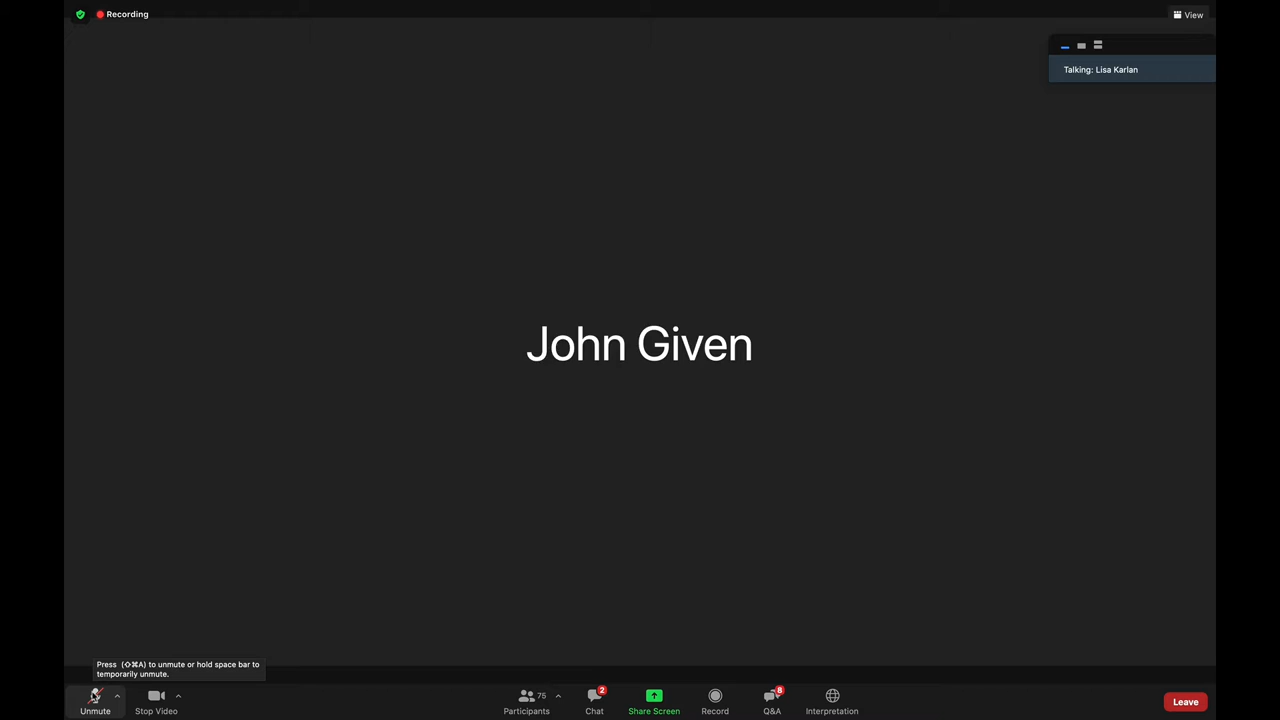 Recording
View
Talking: Lisa Karlan
John Given
Press (⇧⌘A) to unmute or hold space bar to
temporarily unmute.
75
2
8
Unmute
Stop Video
Participants
Chat
Share Screen
Record
Q&A
Interpretation
Leave